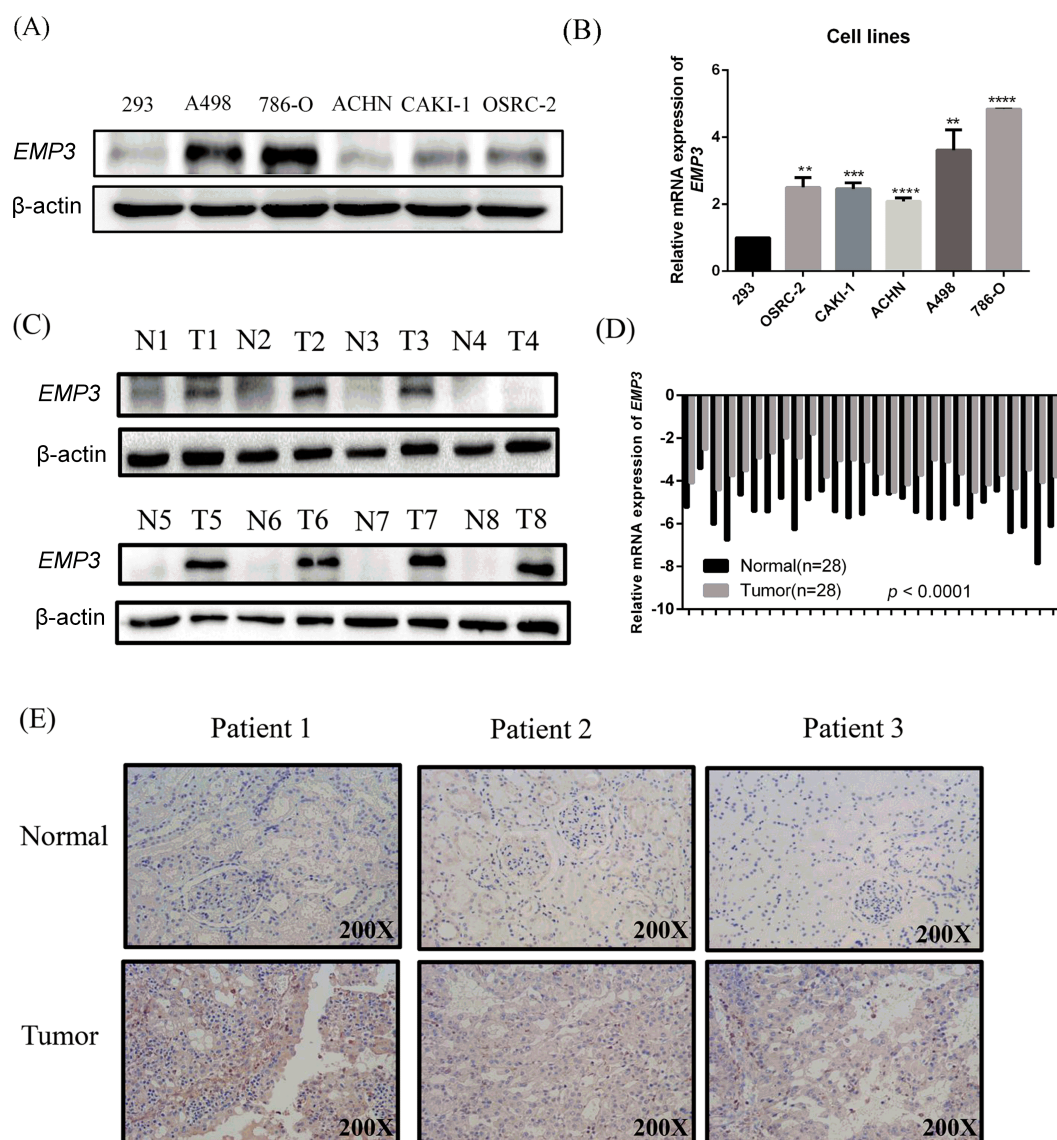 (A)
293 A498 786-O ACHN CAKI-1 OSRC-2
EMP3
β-actin
(B)
Cell lines
Relative mRNA expression of
EMP3
6
4
2
0
**
***
****
**
****
293
OSRC-2
CAKI-1
ACHN
A498
786-O
(C)
N1 T1 N2 T2 N3 T3 N4 T4
EMP3
β-actin
N5 T5 N6 T6 N7 T7 N8 T8
EMP3
β-actin
(D)
Relative mRNA expression of EMP3
0
-2
-4
-6
-8
-10
Normal(n=28)
Tumor(n=28)
p < 0.0001
(E)
Patient 1 Patient 2 Patient 3
Normal
200X 200X 200X
Tumor
200X 200X 200X